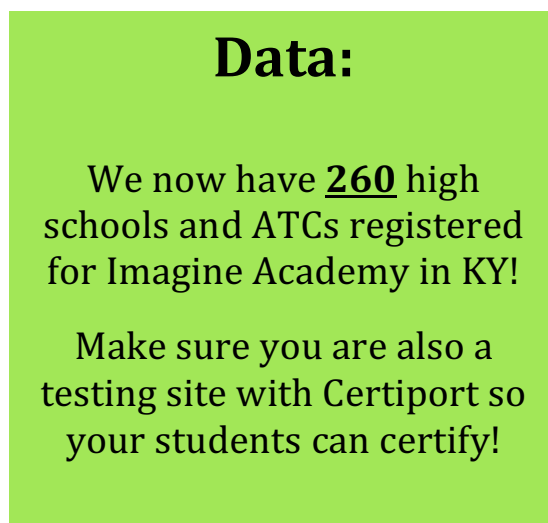 Data:
We now have 260 high
schools and ATCs registered
for Imagine Academy in KY!
Make sure you are also a
testing site with Certiport so
your students can certify!